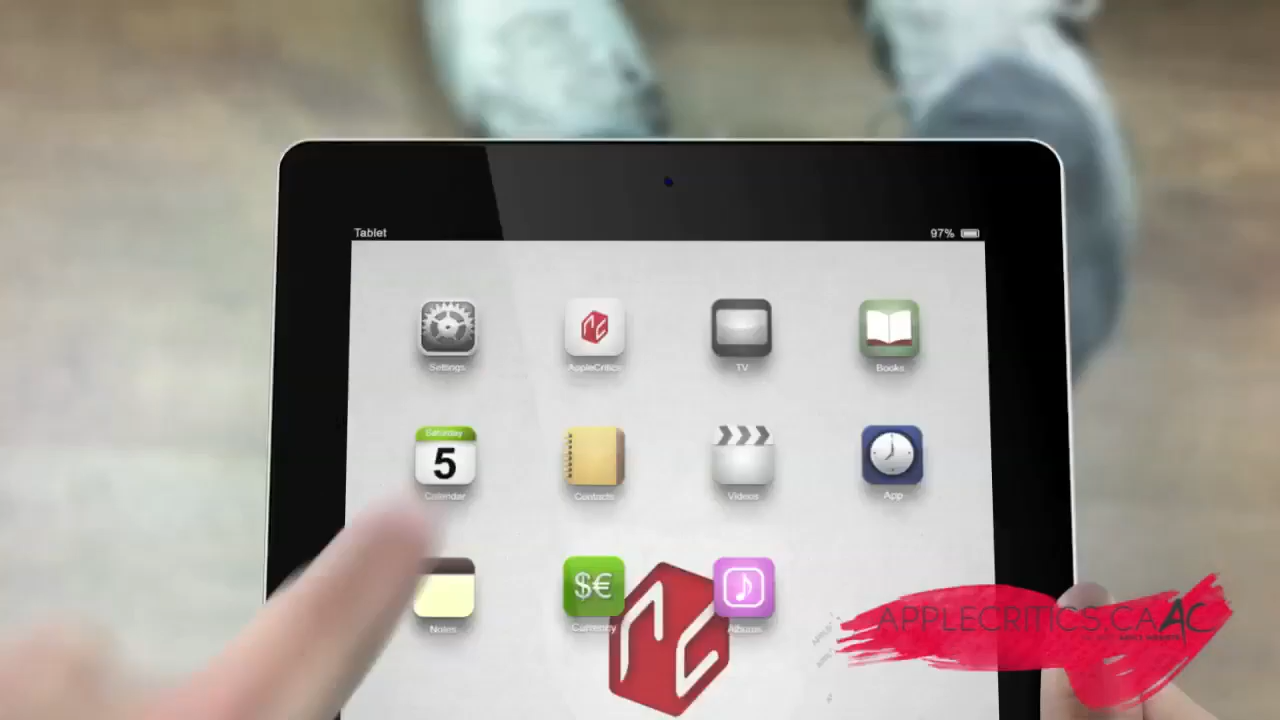 Tablet 97%
Settings AppleCritics TV Books
Saturday
5
Calendar Contacts Videos App
$€
Notes Currency Albums
APPLECRITICS.CA AC